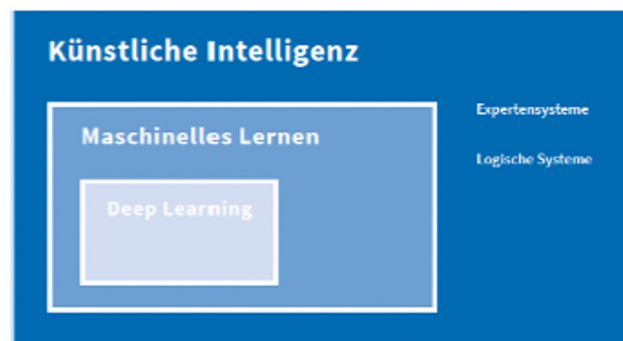 Künstliche Intelligenz
Maschinelles Lernen
Deep Learning
Expertensysteme
Logische Systeme